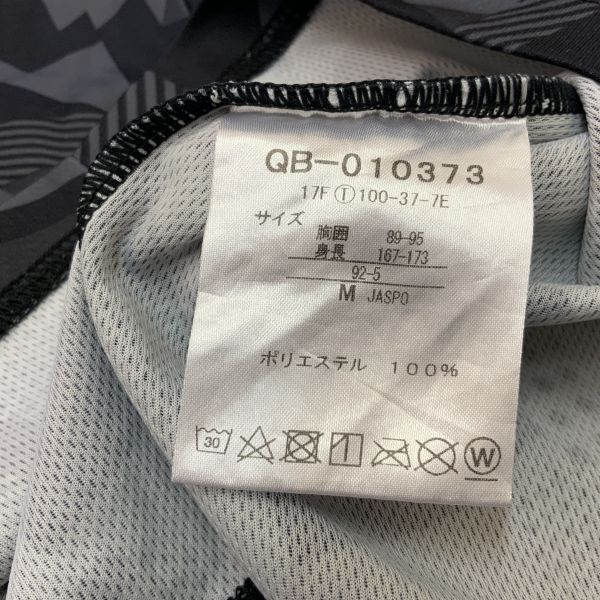 QB-010373
17F Ⓘ 100-37-7E
サイズ
胸囲 89-95
身長 167-173
92-5
M JASPO
ポリエステル 100%
30 W